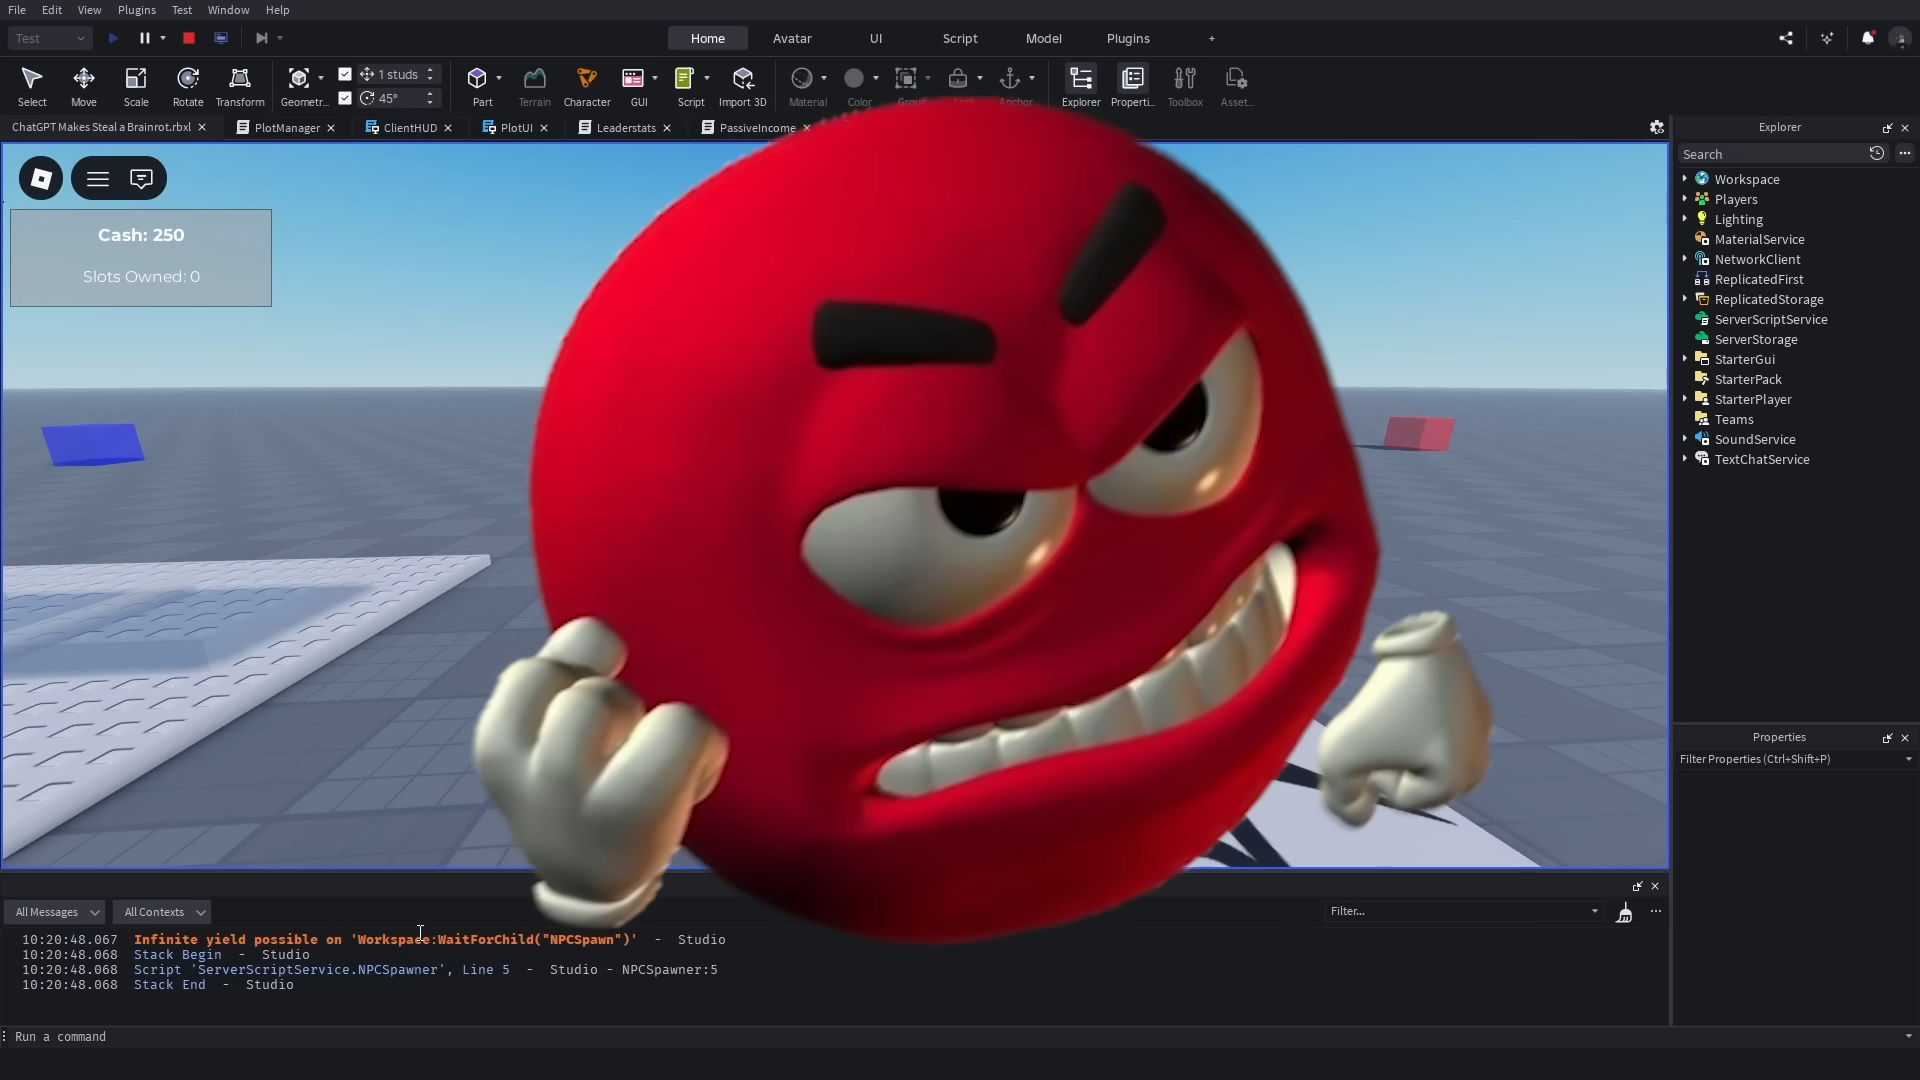 File Edit View Plugins Test Window Help
Test Home Avatar UI Script Model Plugins +
1 studs
45°
Select Move Scale Rotate Transform Geometr... Part Terrain Character GUI Script Import 3D Material Color Group Lock Anchor Explorer Properti... Toolbox Asset...
ChatGPT Makes Steal a Brainrot.rbxl PlotManager ClientHUD PlotUI Leaderstats PassiveIncome
Cash: 250
Slots Owned: 0
Explorer
Search
Workspace
Players
Lighting
MaterialService
NetworkClient
ReplicatedFirst
ReplicatedStorage
ServerScriptService
ServerStorage
StarterGui
StarterPack
StarterPlayer
Teams
SoundService
TextChatService
Properties
Filter Properties (Ctrl+Shift+P)
All Messages All Contexts Filter...
10:20:48.067 Infinite yield possible on 'Workspace:WaitForChild("NPCSpawn")' - Studio
10:20:48.068 Stack Begin - Studio
10:20:48.068 Script 'ServerScriptService.NPCSpawner', Line 5 - Studio - NPCSpawner:5
10:20:48.068 Stack End - Studio
Run a command